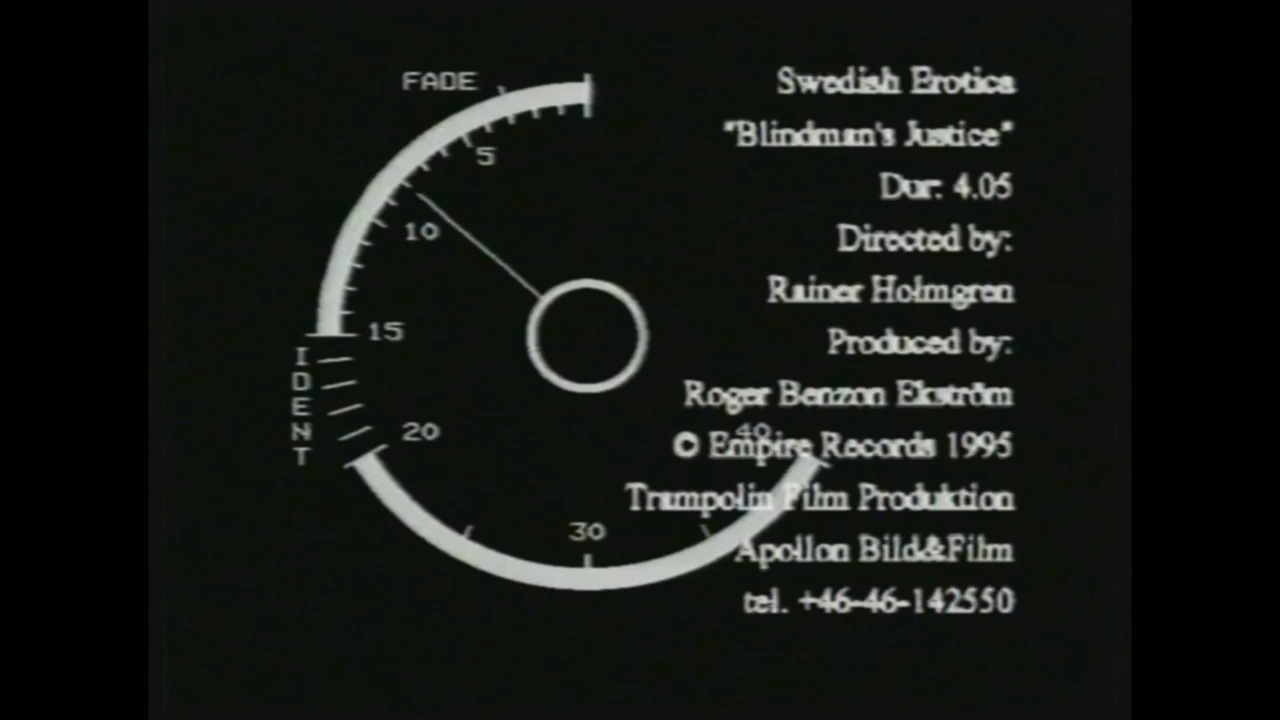 FADE
5
10
15
IDENT
20
30
40
Swedish Erotica
"Blindman's Justice"
Dur: 4.05
Directed by:
Rainer Holmgren
Produced by:
Roger Benzon Ekström
© Empire Records 1995
Trampolin Film Produktion
Apollon Bild&Film
tel. +46-46-142550